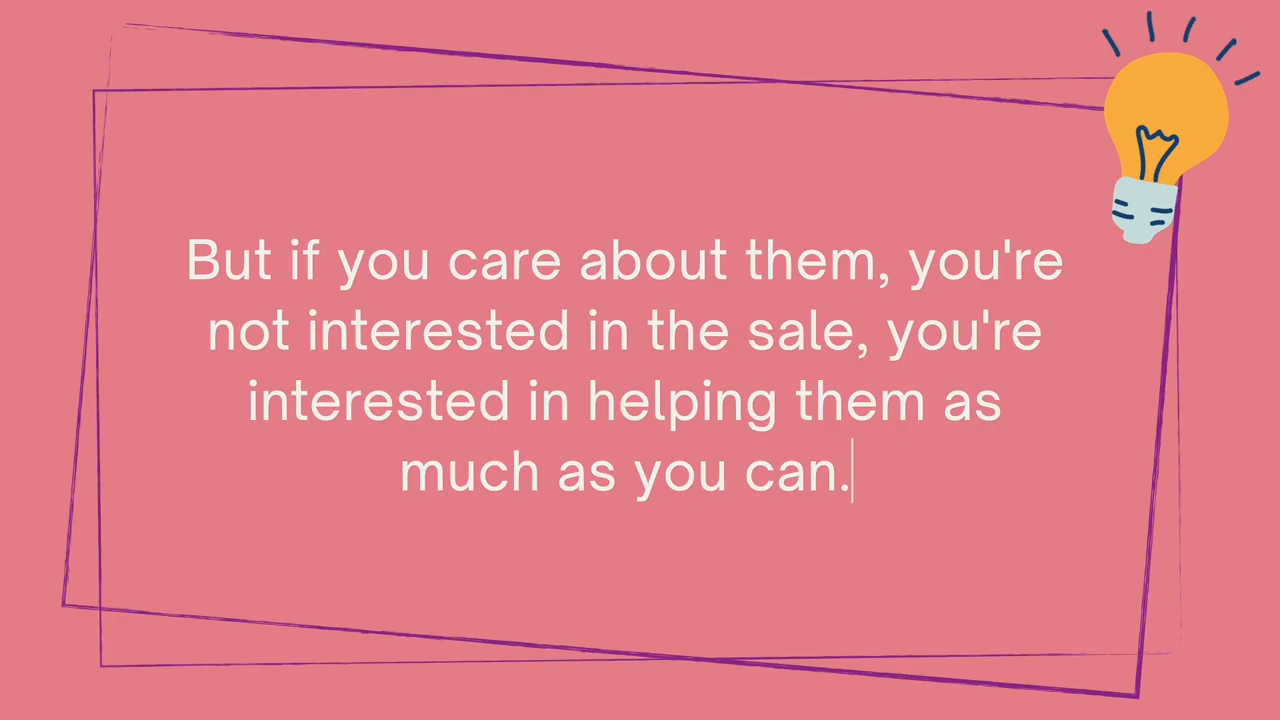 But if you care about them, you're
not interested in the sale, you're
interested in helping them as
much as you can.